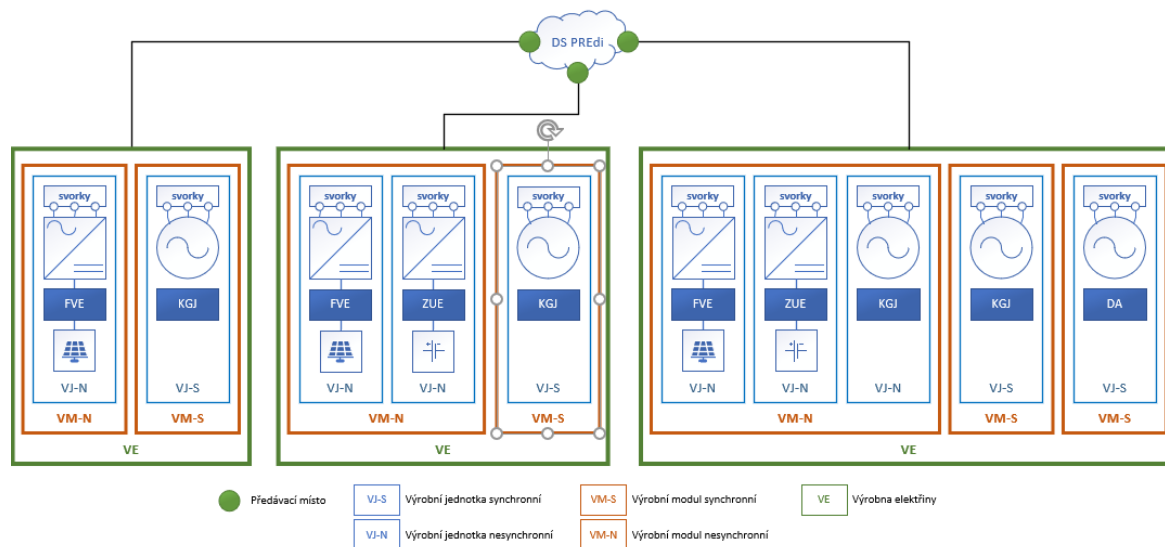 DS PREdi
svorky
svorky
svorky
svorky
svorky
svorky
svorky
svorky
svorky
svorky
FVE
KGJ
FVE
ZUE
KGJ
FVE
ZUE
KGJ
KGJ
DA
VJ-N
VJ-S
VJ-N
VJ-N
VJ-S
VJ-N
VJ-N
VJ-N
VJ-S
VJ-S
VM-N
VM-S
VM-N
VM-S
VM-N
VM-S
VM-S
VE
VE
VE
Předávací místo
VJ-S
Výrobní jednotka synchronní
VM-S
Výrobní modul synchronní
VE
Výrobna elektřiny
VJ-N
Výrobní jednotka nesynchronní
VM-N
Výrobní modul nesynchronní